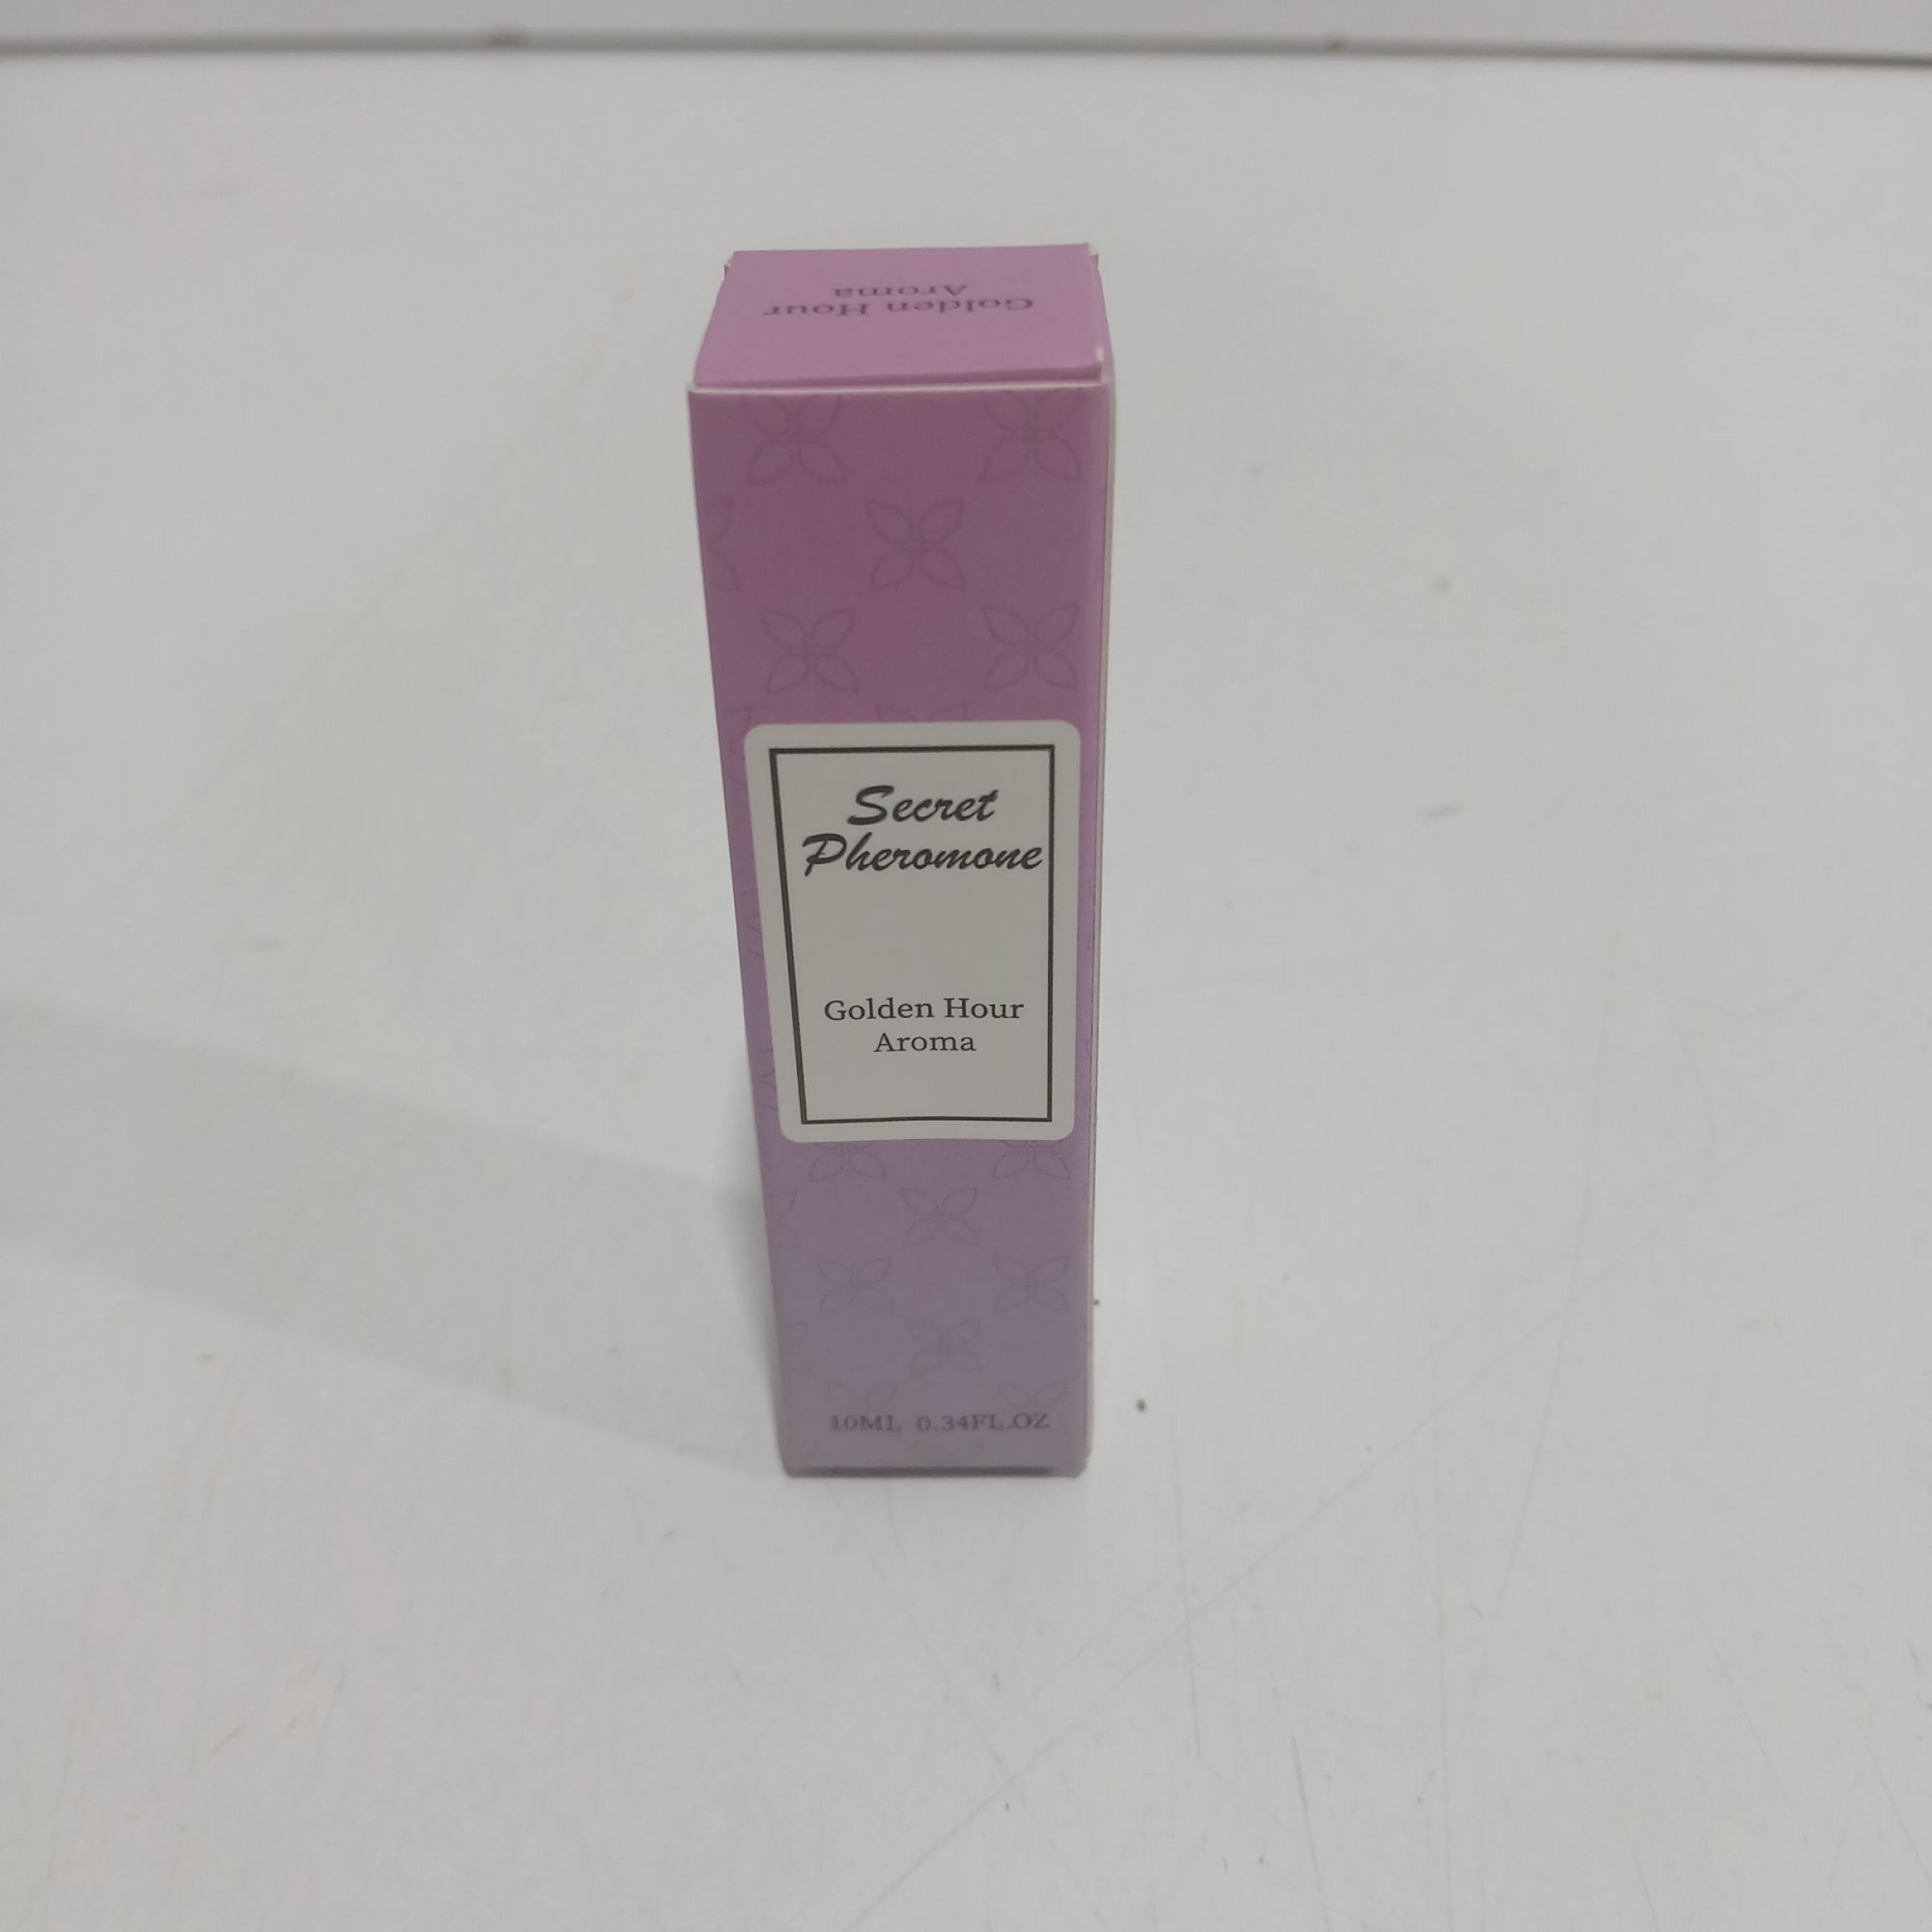 Golden Hour
Aroma
Secret
Pheromone
Golden Hour
Aroma
10ML 0.34FL.OZ